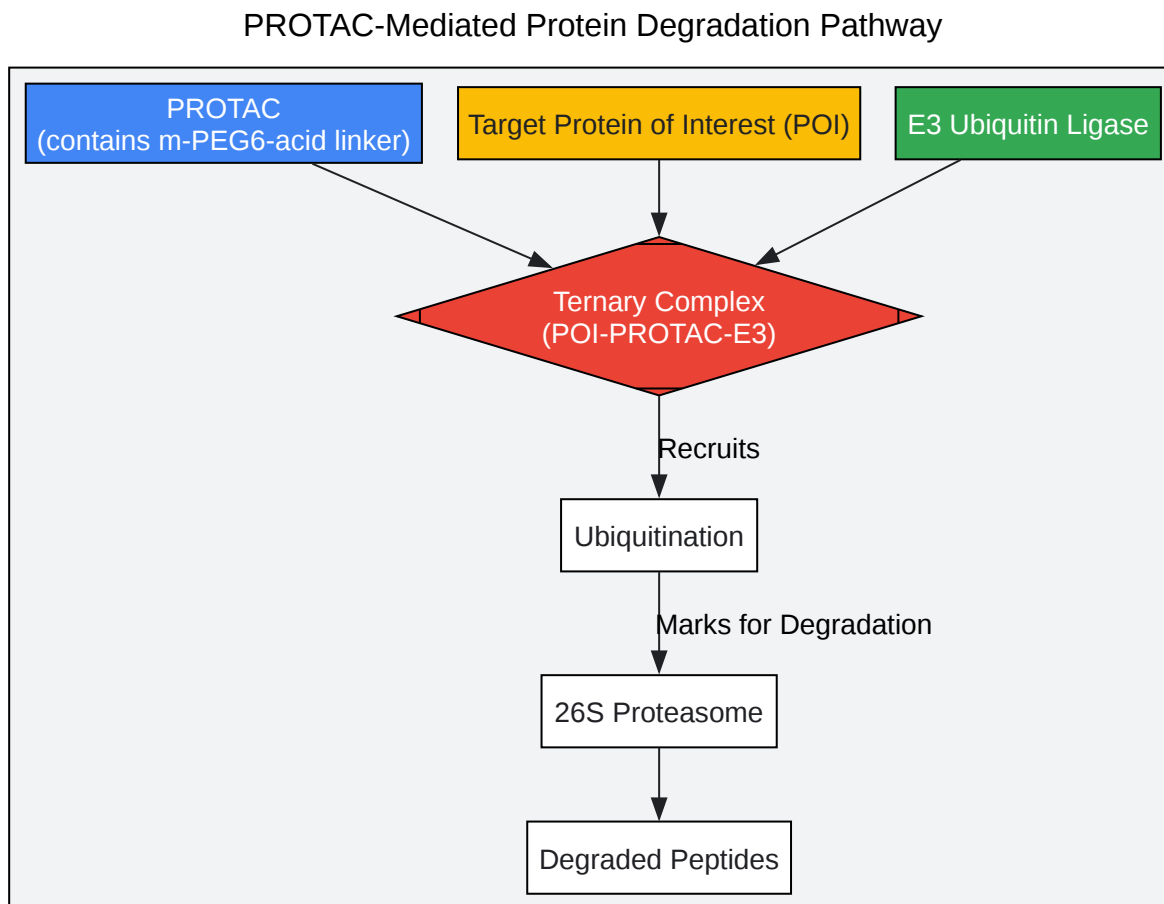 PROTAC-Mediated Protein Degradation Pathway
PROTAC
(contains m-PEG6-acid linker)
Target Protein of Interest (POI)
E3 Ubiquitin Ligase
Ternary Complex
(POI-PROTAC-E3)
Recruits
Ubiquitination
Marks for Degradation
26S Proteasome
Degraded Peptides